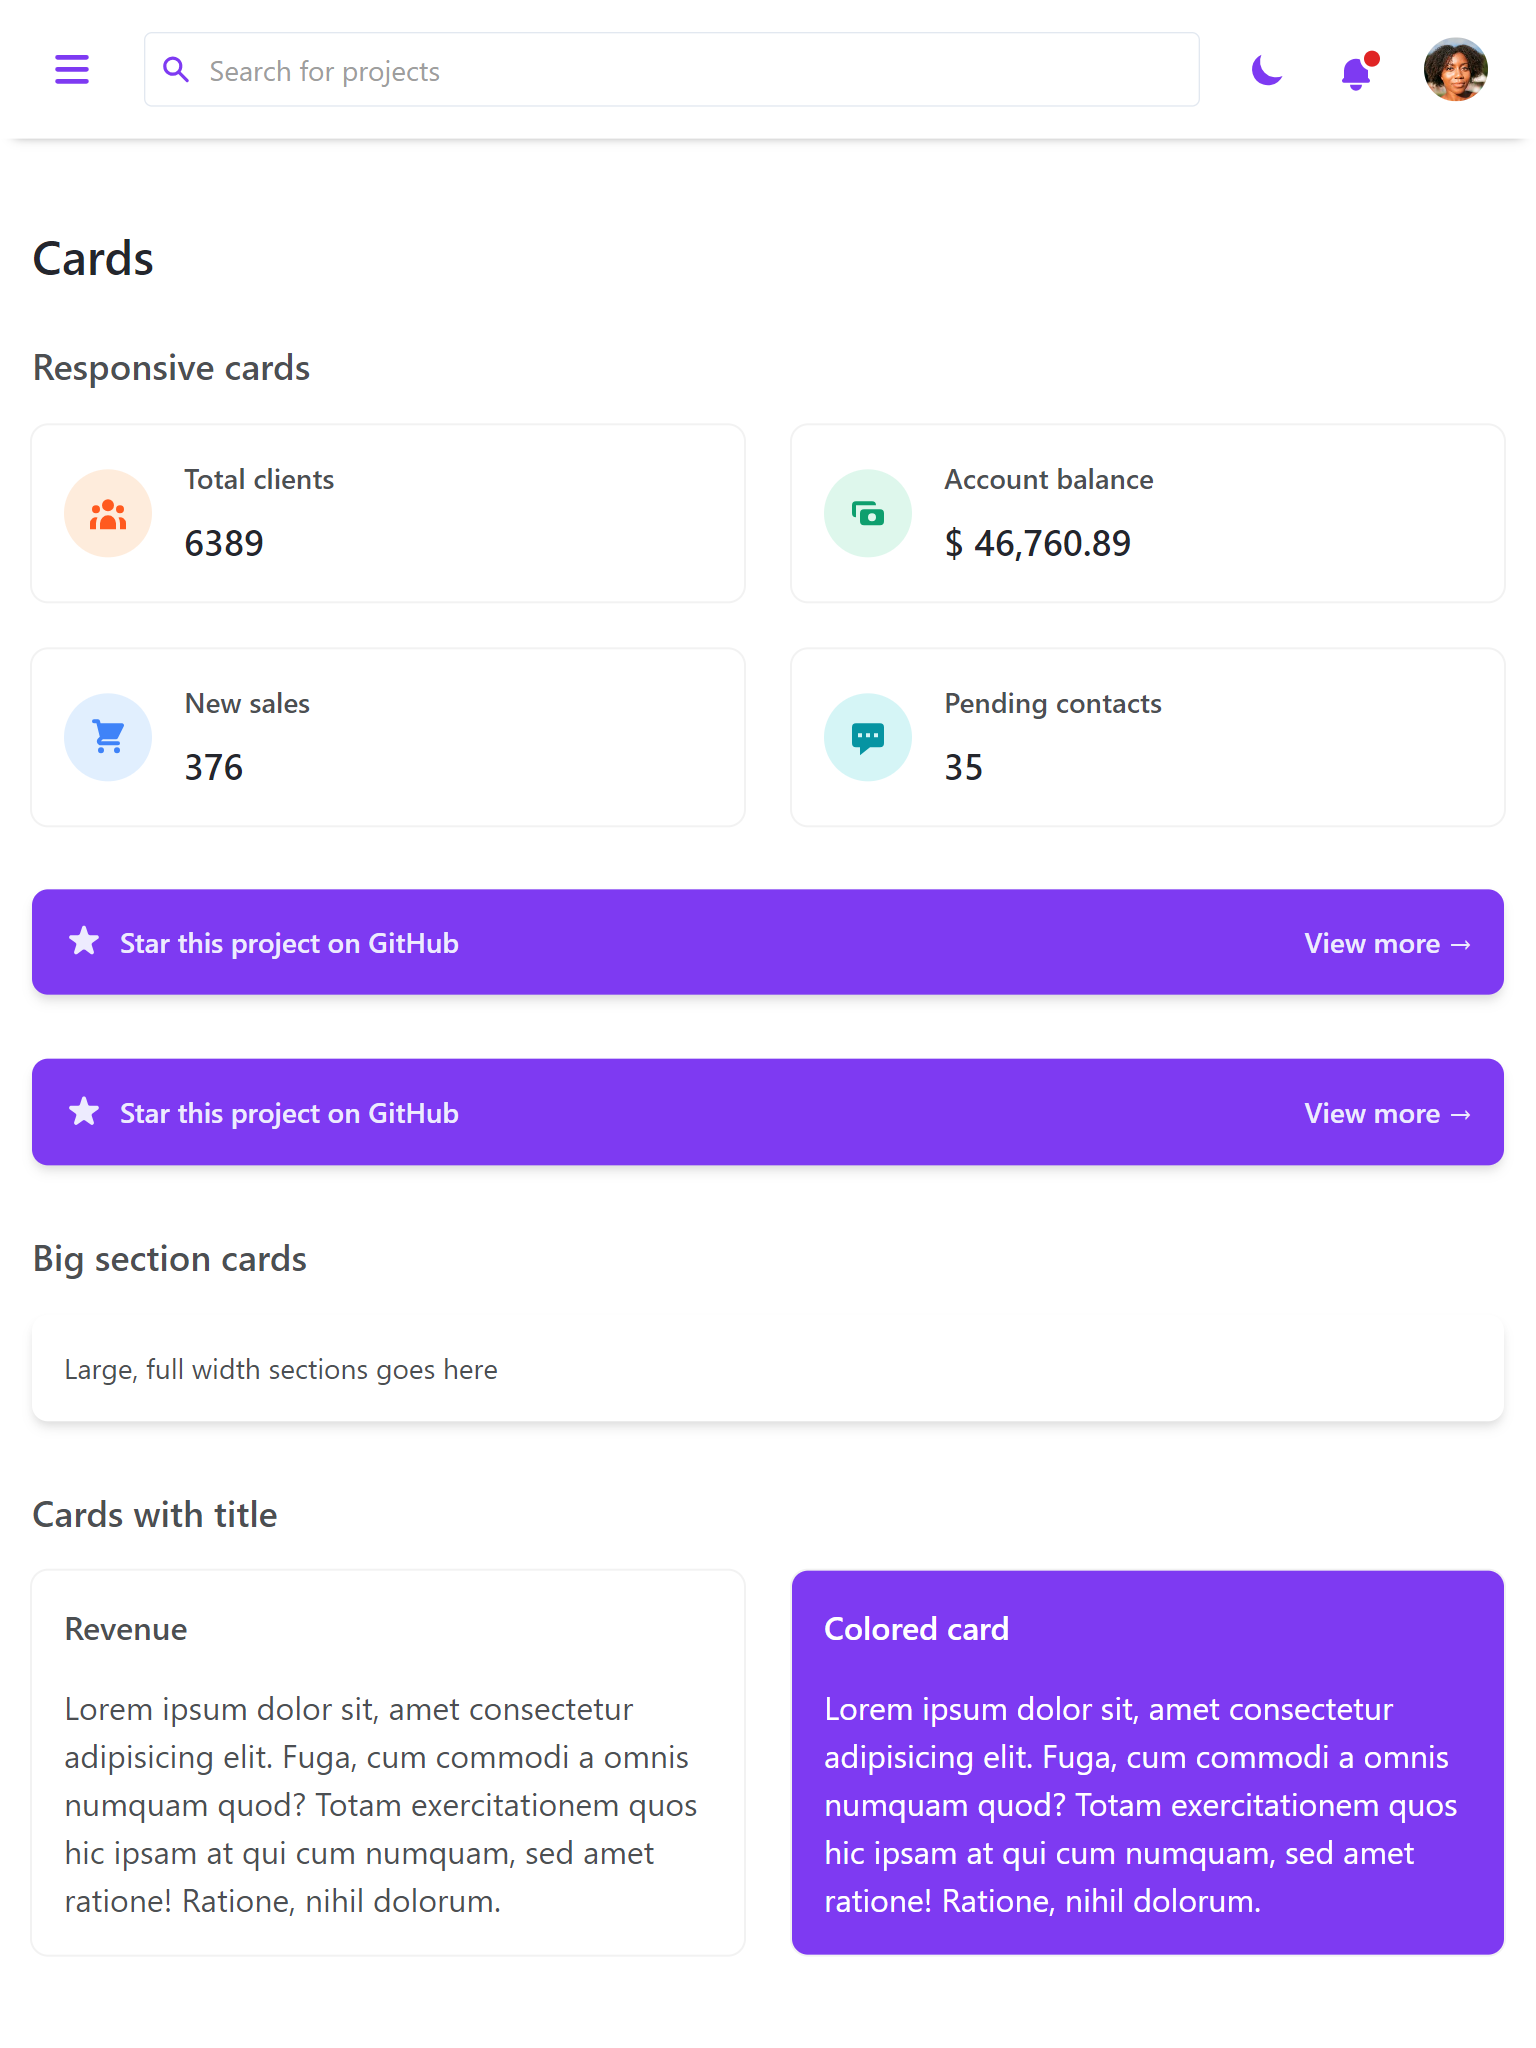 Search for projects
Cards
Responsive cards
Total clients
6389
Account balance
$ 46,760.89
New sales
376
Pending contacts
35
Star this project on GitHub
View more →
Star this project on GitHub
View more →
Big section cards
Large, full width sections goes here
Cards with title
Revenue
Lorem ipsum dolor sit, amet consectetur
adipisicing elit. Fuga, cum commodi a omnis
numquam quod? Totam exercitationem quos
hic ipsam at qui cum numquam, sed amet
ratione! Ratione, nihil dolorum.
Colored card
Lorem ipsum dolor sit, amet consectetur
adipisicing elit. Fuga, cum commodi a omnis
numquam quod? Totam exercitationem quos
hic ipsam at qui cum numquam, sed amet
ratione! Ratione, nihil dolorum.